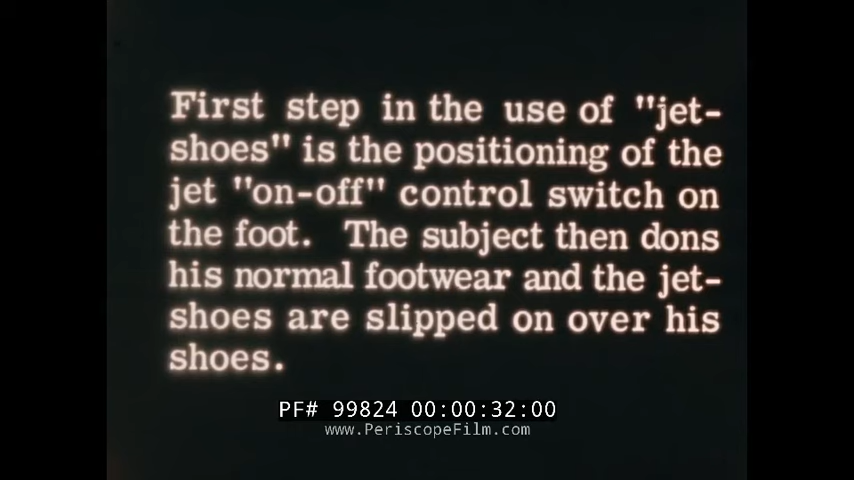 First step in the use of "jet-
shoes" is the positioning of the
jet "on-off" control switch on
the foot. The subject then dons
his normal footwear and the jet-
shoes are slipped on over his
shoes.
PF# 99824 00:00:32:00
www.PeriscopeFilm.com